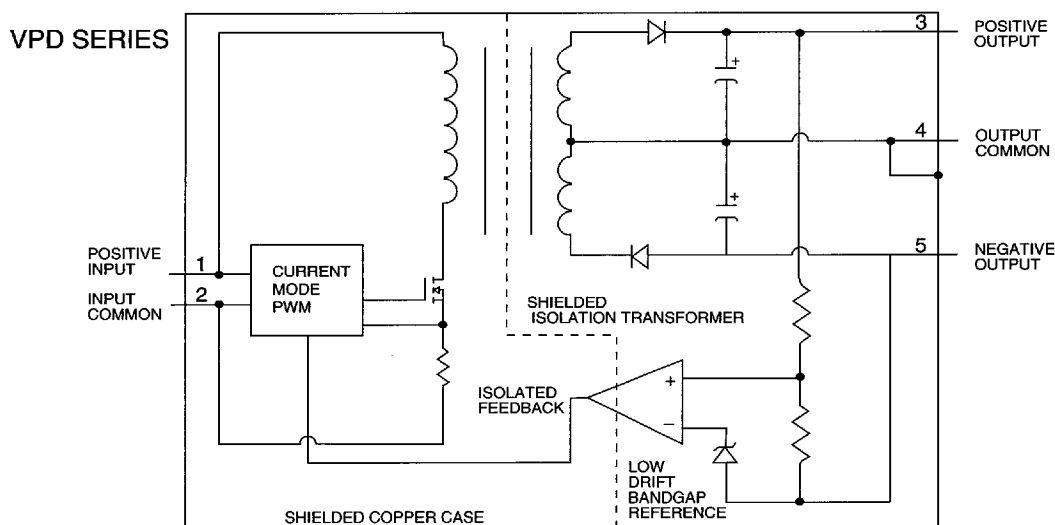 VPD SERIES
3
POSITIVE
OUTPUT
+
4
OUTPUT
COMMON
+
POSITIVE
INPUT
1
5
NEGATIVE
OUTPUT
INPUT
COMMON
2
CURRENT
MODE
PWM
SHIELDED
ISOLATION TRANSFORMER
ISOLATED
FEEDBACK
+
−
LOW
DRIFT
BANDGAP
REFERENCE
SHIELDED COPPER CASE